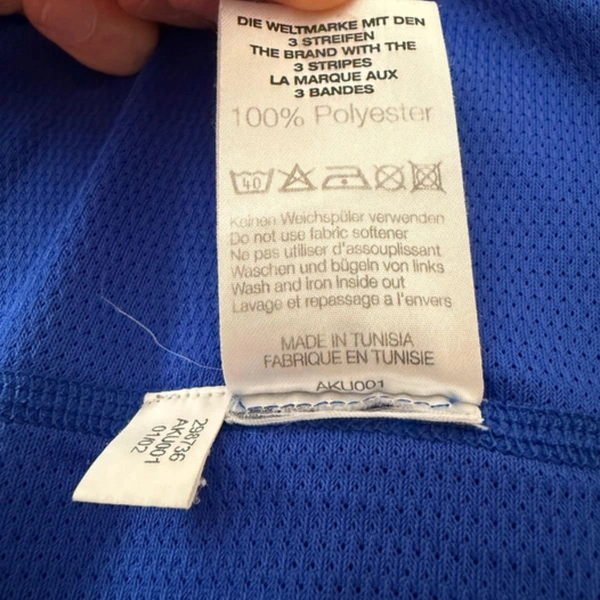 DIE WELTMARKE MIT DEN
3 STREIFEN
THE BRAND WITH THE
3 STRIPES
LA MARQUE AUX
3 BANDES
100% Polyester
40
Keinen Weichspüler verwenden
Do not use fabric softener
Ne pas utiliser d'assouplissant
Waschen und bügeln von links
Wash and Iron Inside out
Lavage et repassage a l'envers
MADE IN TUNISIA
FABRIQUE EN TUNISIE
AKU001
298736
AKU001
01/02